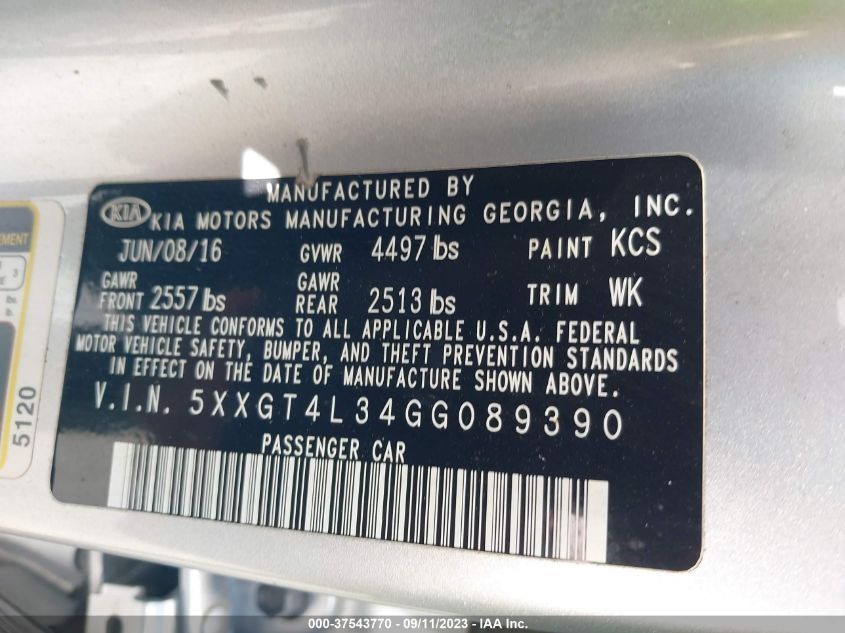 MANUFACTURED BY
KIA KIA MOTORS MANUFACTURING GEORGIA, INC.
JUN/08/16 GVWR 4497 lbs PAINT KCS
GAWR FRONT 2557 lbs GAWR REAR 2513 lbs TRIM WK
THIS VEHICLE CONFORMS TO ALL APPLICABLE U.S.A. FEDERAL
MOTOR VEHICLE SAFETY, BUMPER, AND THEFT PREVENTION STANDARDS
IN EFFECT ON THE DATE OF MANUFACTURE SHOWN ABOVE.
V.I.N. 5XXGT4L34GG089390
PASSENGER CAR
5120
000-37543770 - 09/11/2023 - IAA Inc.